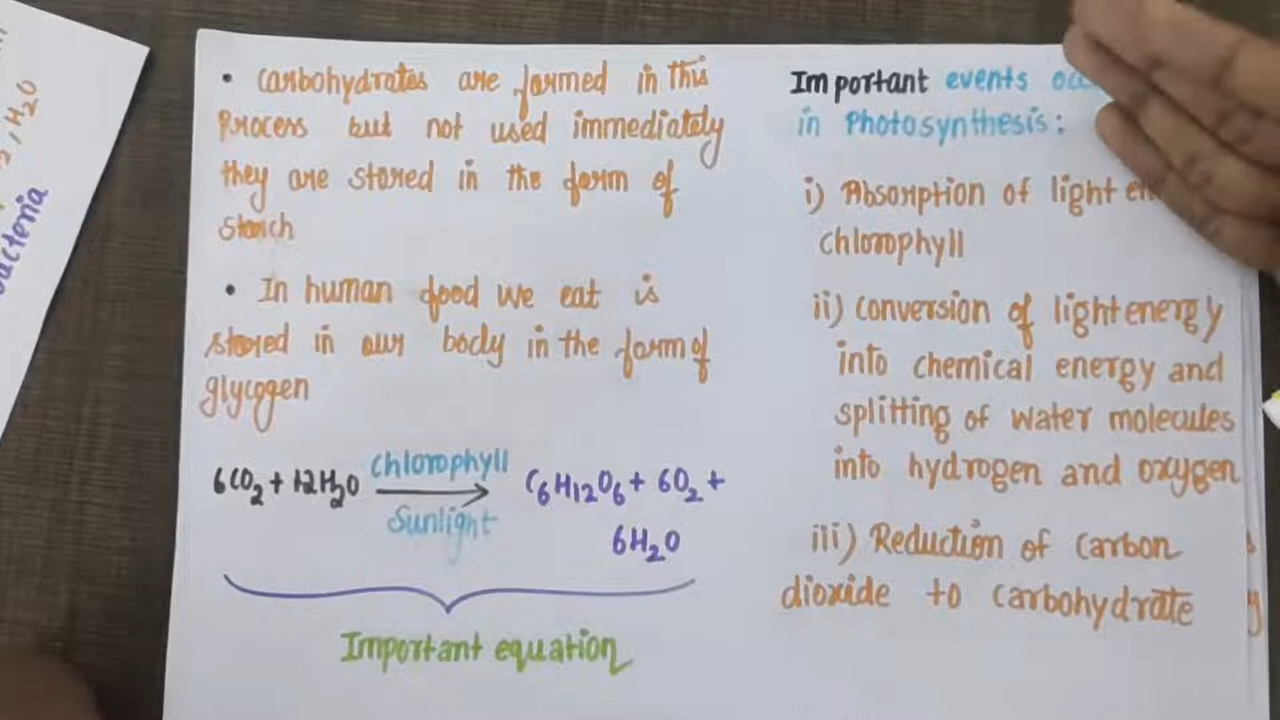 • Carbohydrates are formed in this
Process but not used immediately
they are stored in the form of
starch
• In human food we eat is
stored in our body in the form of
glycogen
6CO₂ + 12H₂O
Chlorophyll
Sunlight
C₆H₁₂O₆ + 6O₂ +
6H₂O
Important equation
Important events
in Photosynthesis:
i) Absorption of light
chlorophyll
ii) Conversion of light energy
into chemical energy and
splitting of water molecules
into hydrogen and oxygen
iii) Reduction of carbon
dioxide to carbohydrate
H₂O